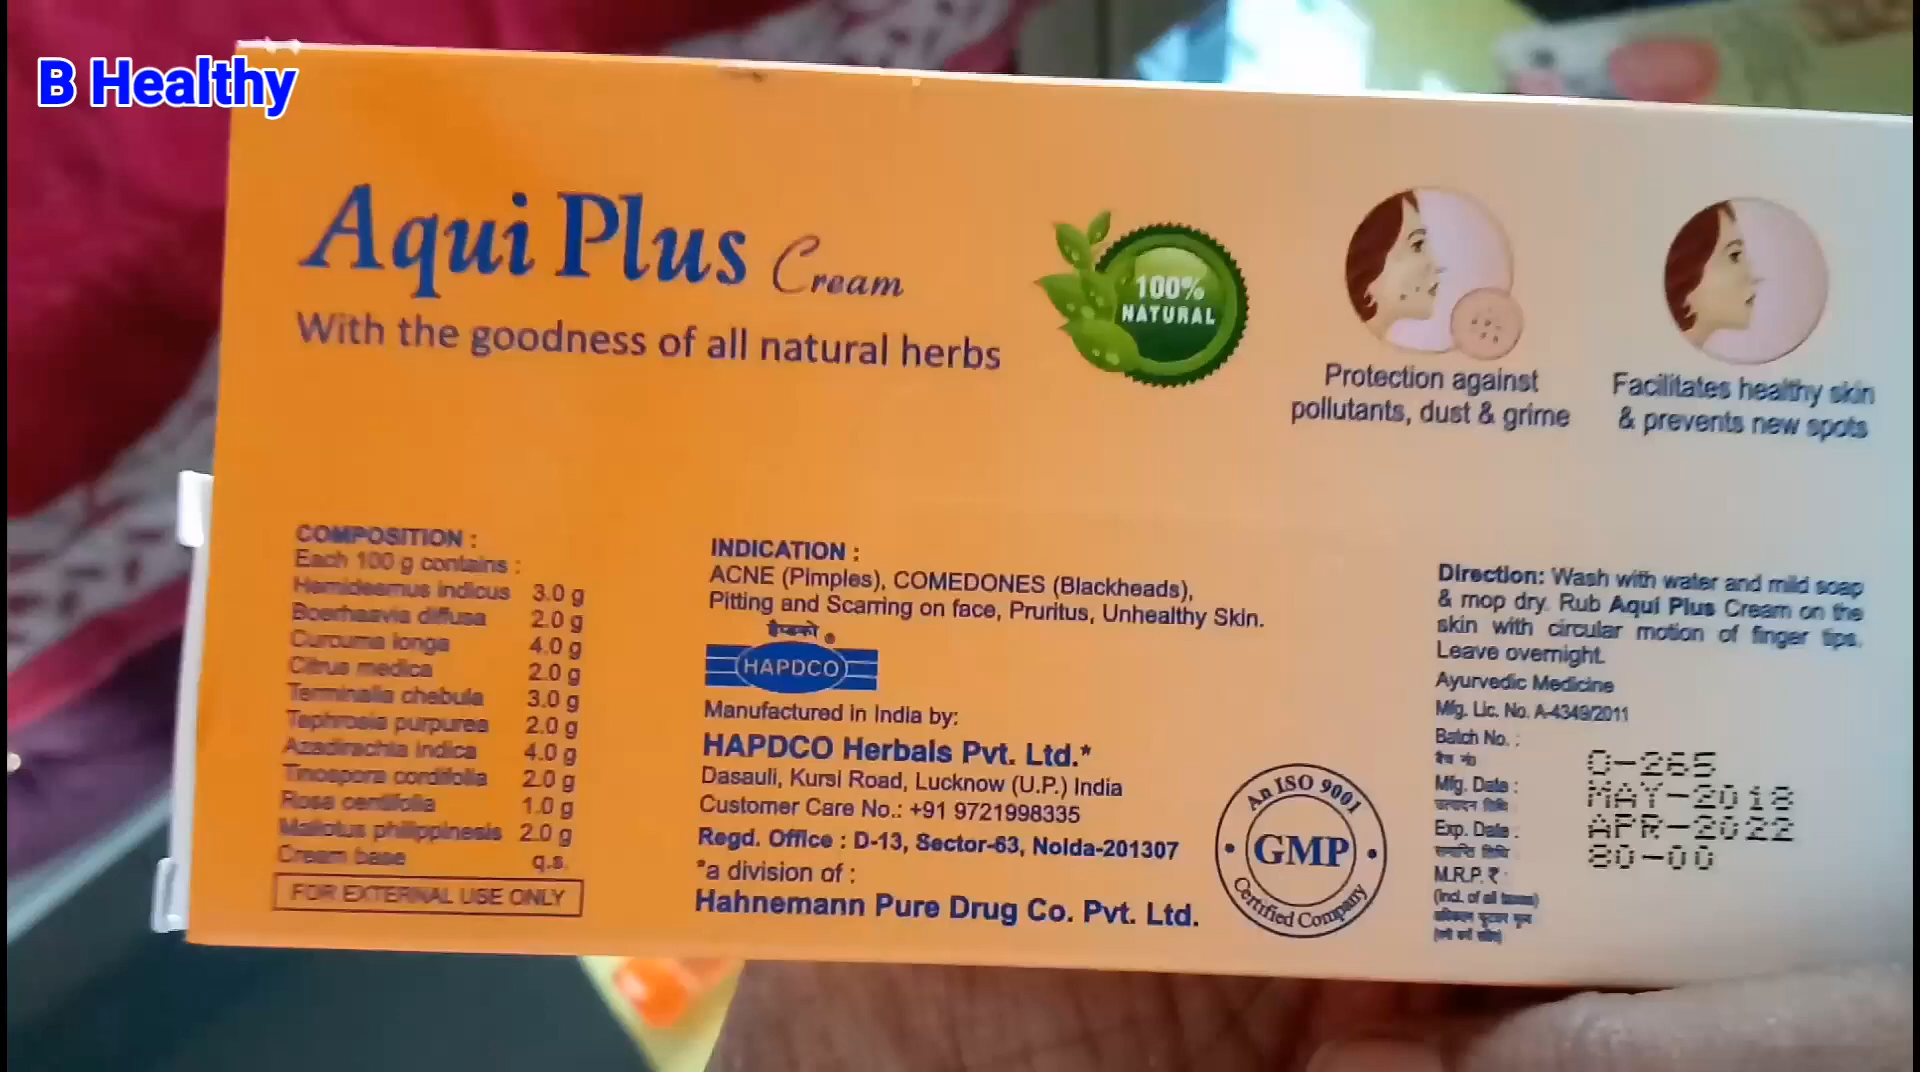 B Healthy
Aqui Plus Cream
With the goodness of all natural herbs
100%
NATURAL
Protection against
pollutants, dust & grime
Facilitates healthy skin
& prevents new spots
COMPOSITION :
Each 100 g contains :
Hemidesmus indicus 3.0 g
Boerhaavia diffusa 2.0 g
Curcuma longa 4.0 g
Citrus medica 2.0 g
Terminalia chebula 3.0 g
Tephrosia purpurea 2.0 g
Azadirachta indica 4.0 g
Tinospora cordifolia 2.0 g
Rosa centifolia 1.0 g
Mallotus philippinesis 2.0 g
Cream base q.s.
FOR EXTERNAL USE ONLY
INDICATION :
ACNE (Pimples), COMEDONES (Blackheads),
Pitting and Scarring on face, Pruritus, Unhealthy Skin.
हैपडको
HAPDCO
Manufactured in India by:
HAPDCO Herbals Pvt. Ltd.*
Dasauli, Kursi Road, Lucknow (U.P.) India
Customer Care No.: +91 9721998335
Regd. Office : D-13, Sector-63, Noida-201307
*a division of :
Hahnemann Pure Drug Co. Pvt. Ltd.
An ISO 9001
GMP
Certified Company
Direction: Wash with water and mild soap
& mop dry. Rub Aqui Plus Cream on the
skin with circular motion of finger tips.
Leave overnight.
Ayurvedic Medicine
Mfg. Lic. No. A-4349/2011
Batch No. : O-265
बैच नं०
Mfg. Date : MAY-2018
उत्पादन तिथि
Exp. Date : APR-2022
समाप्ति तिथि
M.R.P. ₹ : 80-00
(incl. of all taxes)